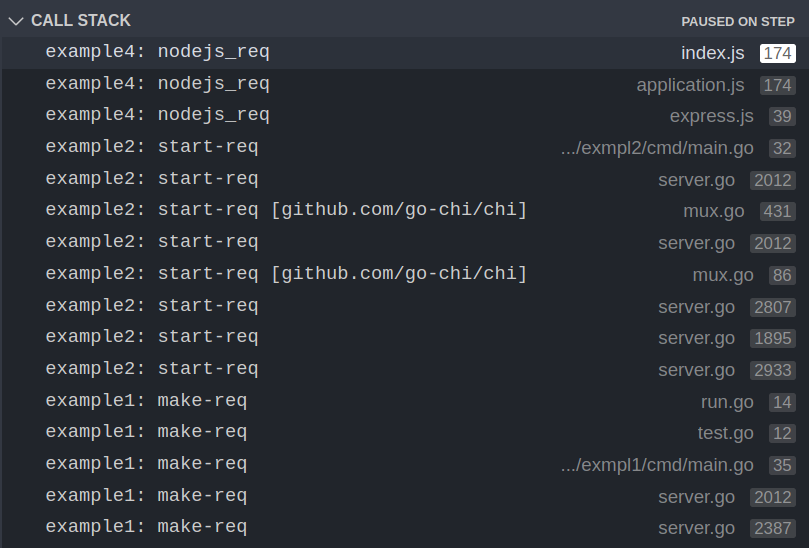 CALL STACK PAUSED ON STEP
example4: nodejs_req index.js 174
example4: nodejs_req application.js 174
example4: nodejs_req express.js 39
example2: start-req .../exmpl2/cmd/main.go 32
example2: start-req server.go 2012
example2: start-req [github.com/go-chi/chi] mux.go 431
example2: start-req server.go 2012
example2: start-req [github.com/go-chi/chi] mux.go 86
example2: start-req server.go 2807
example2: start-req server.go 1895
example2: start-req server.go 2933
example1: make-req run.go 14
example1: make-req test.go 12
example1: make-req .../exmpl1/cmd/main.go 35
example1: make-req server.go 2012
example1: make-req server.go 2387